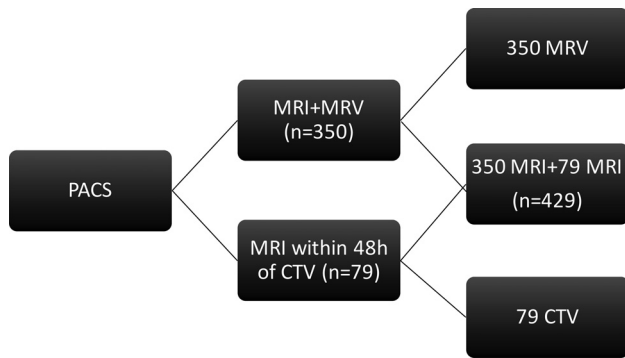 PACS
MRI+MRV
(n=350)
MRI within 48h
of CTV (n=79)
350 MRV
350 MRI+79 MRI
(n=429)
79 CTV